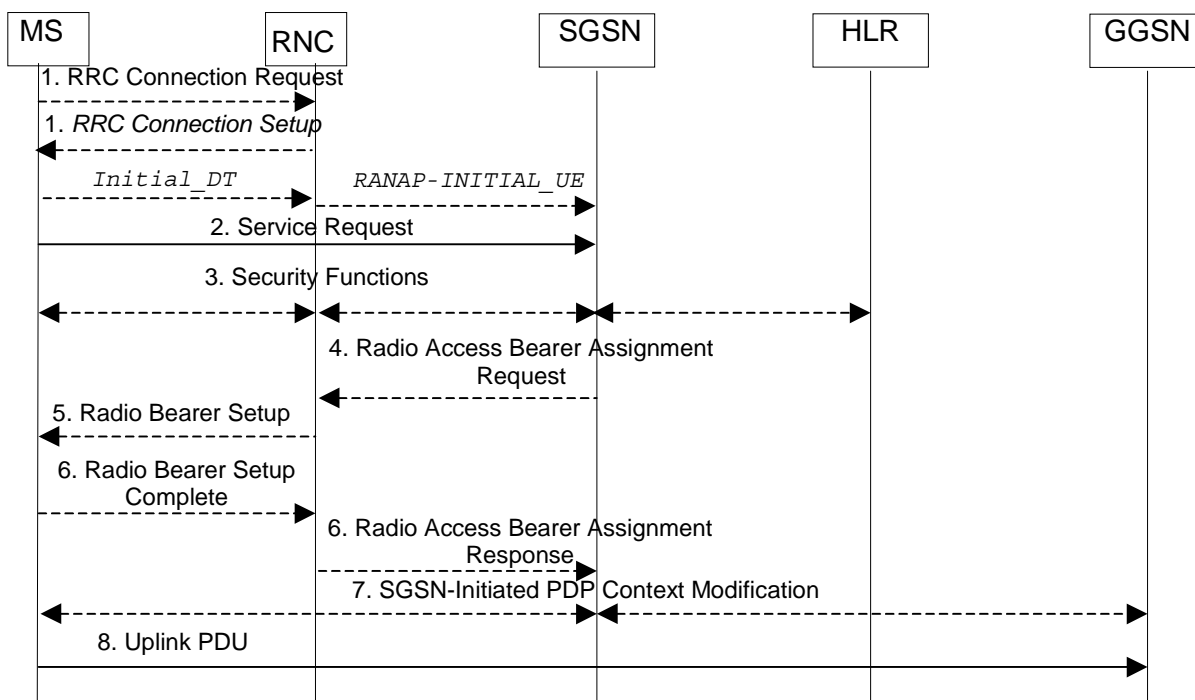 MS
RNC
SGSN
HLR
GGSN
1. RRC Connection Request
1. RRC Connection Setup
Initial_DT
RANAP-INITIAL_UE
2. Service Request
3. Security Functions
4. Radio Access Bearer Assignment
Request
5. Radio Bearer Setup
6. Radio Bearer Setup
Complete
6. Radio Access Bearer Assignment
Response
7. SGSN-Initiated PDP Context Modification
8. Uplink PDU